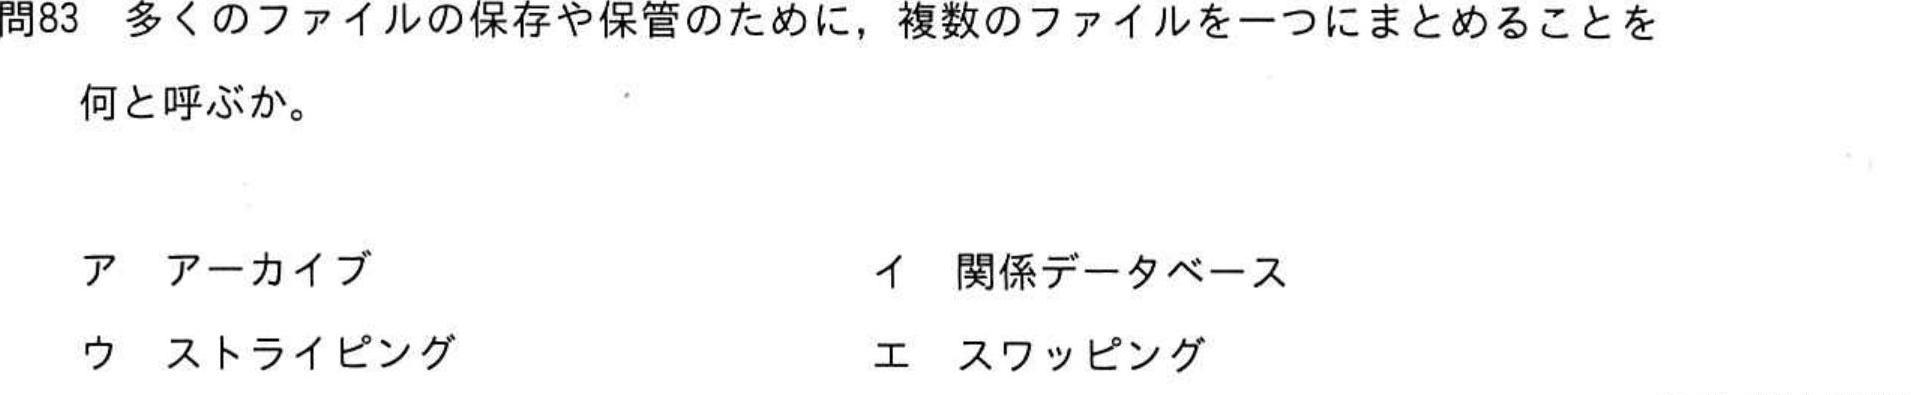 問83　多くのファイルの保存や保管のために，複数のファイルを一つにまとめることを
何と呼ぶか。
ア　アーカイブ　イ　関係データベース
ウ　ストライピング　エ　スワッピング